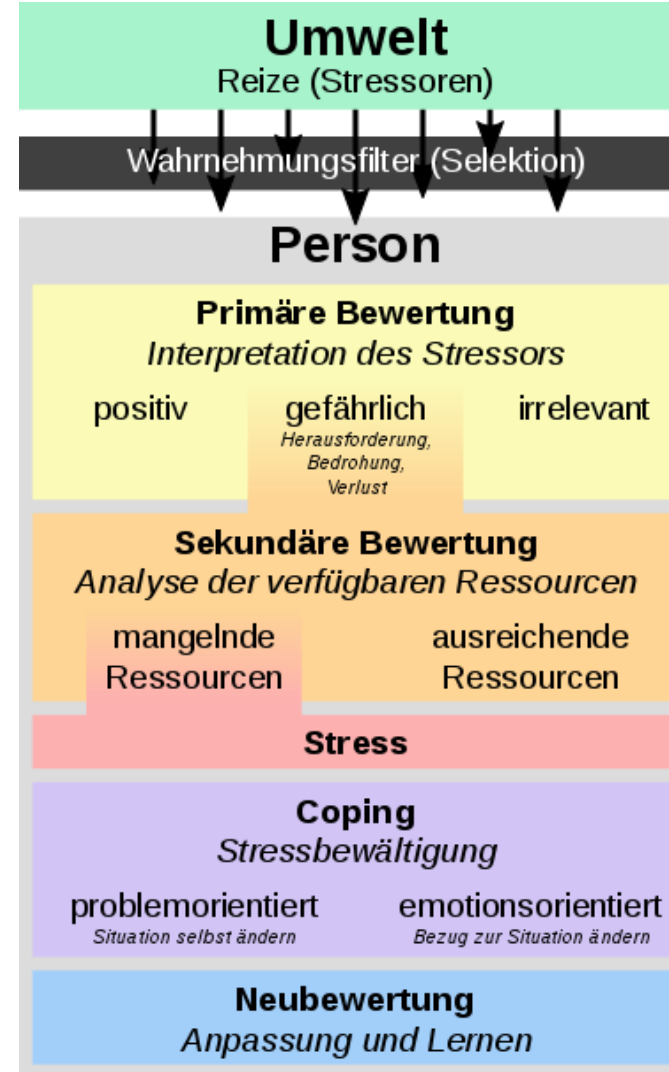 Umwelt
Reize (Stressoren)
Wahrnehmungsfilter (Selektion)
Person
Primäre Bewertung
Interpretation des Stressors
positiv
gefährlich
irrelevant
Herausforderung,
Bedrohung,
Verlust
Sekundäre Bewertung
Analyse der verfügbaren Ressourcen
mangelnde
Ressourcen
ausreichende
Ressourcen
Stress
Coping
Stressbewältigung
problemorientiert
Situation selbst ändern
emotionsorientiert
Bezug zur Situation ändern
Neubewertung
Anpassung und Lernen